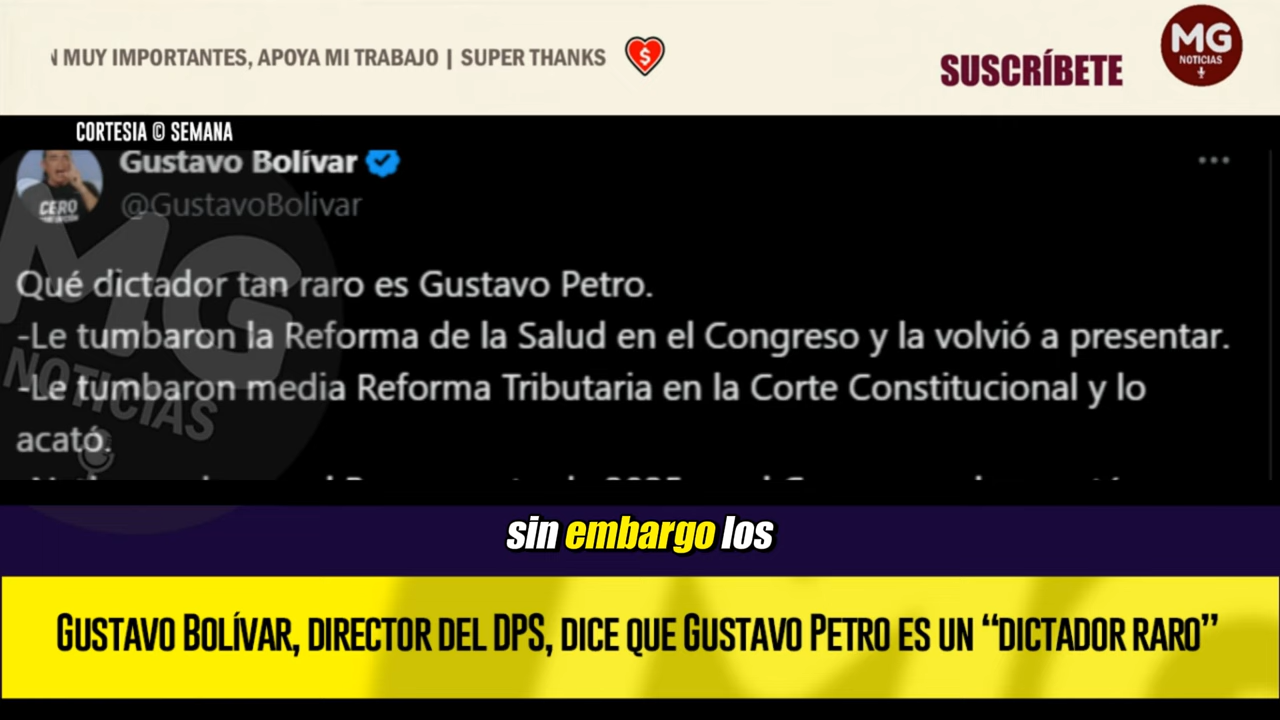 MUY IMPORTANTES, APOYA MI TRABAJO | SUPER THANKS
SUSCRÍBETE
MG
NOTICIAS
CORTESIA © SEMANA
Gustavo Bolívar
@GustavoBolivar
CERO
Qué dictador tan raro es Gustavo Petro.
-Le tumbaron la Reforma de la Salud en el Congreso y la volvió a presentar.
-Le tumbaron media Reforma Tributaria en la Corte Constitucional y lo
acató.
MG
NOTICIAS
sin embargo los
GUSTAVO BOLÍVAR, DIRECTOR DEL DPS, DICE QUE GUSTAVO PETRO ES UN “DICTADOR RARO”